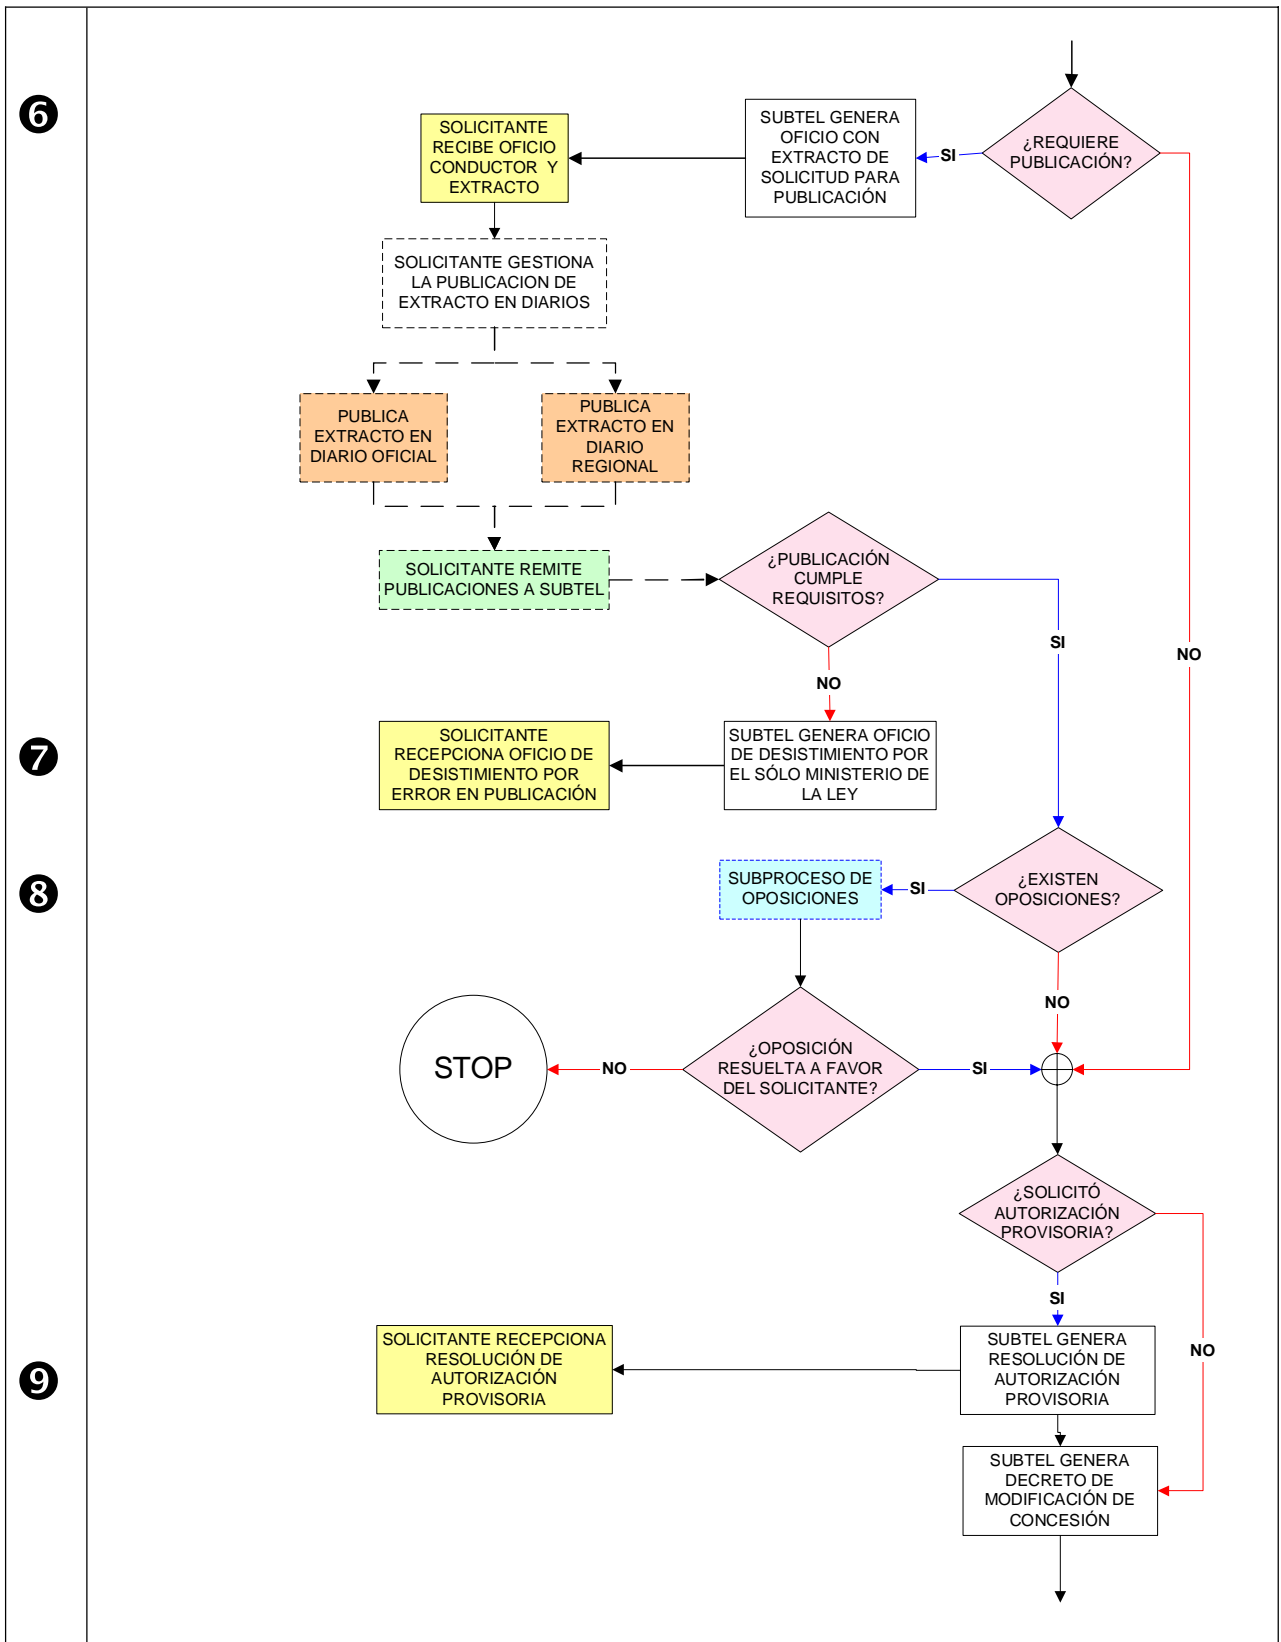 ❻
¿REQUIERE
PUBLICACIÓN?
SI
NO
SUBTEL GENERA
OFICIO CON
EXTRACTO DE
SOLICITUD PARA
PUBLICACIÓN
SOLICITANTE
RECIBE OFICIO
CONDUCTOR Y
EXTRACTO
SOLICITANTE GESTIONA
LA PUBLICACION DE
EXTRACTO EN DIARIOS
PUBLICA
EXTRACTO EN
DIARIO OFICIAL
PUBLICA
EXTRACTO EN
DIARIO
REGIONAL
SOLICITANTE REMITE
PUBLICACIONES A SUBTEL
¿PUBLICACIÓN
CUMPLE
REQUISITOS?
SI
NO
❼
SUBTEL GENERA OFICIO
DE DESISTIMIENTO POR
EL SÓLO MINISTERIO DE
LA LEY
SOLICITANTE
RECEPCIONA OFICIO DE
DESISTIMIENTO POR
ERROR EN PUBLICACIÓN
❽
¿EXISTEN
OPOSICIONES?
SI
NO
SUBPROCESO DE
OPOSICIONES
¿OPOSICIÓN
RESUELTA A FAVOR
DEL SOLICITANTE?
NO
SI
STOP
¿SOLICITÓ
AUTORIZACIÓN
PROVISORIA?
SI
NO
❾
SUBTEL GENERA
RESOLUCIÓN DE
AUTORIZACIÓN
PROVISORIA
SOLICITANTE RECEPCIONA
RESOLUCIÓN DE
AUTORIZACIÓN
PROVISORIA
SUBTEL GENERA
DECRETO DE
MODIFICACIÓN DE
CONCESIÓN